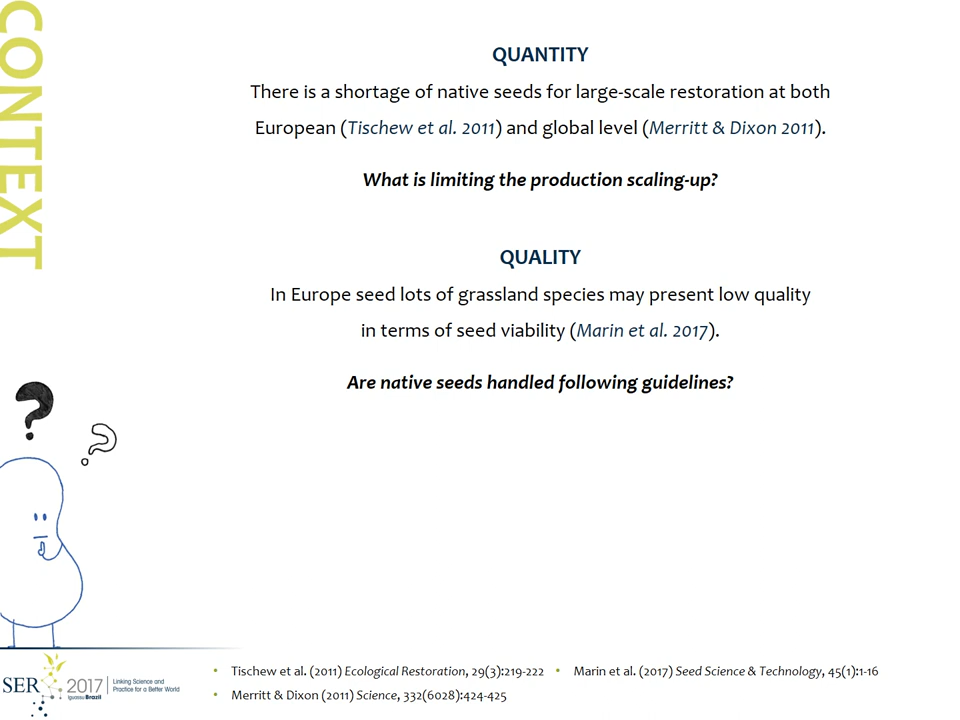 CONTEXT
QUANTITY
There is a shortage of native seeds for large-scale restoration at both
European (Tischew et al. 2011) and global level (Merritt & Dixon 2011).
What is limiting the production scaling-up?
QUALITY
In Europe seed lots of grassland species may present low quality
in terms of seed viability (Marin et al. 2017).
Are native seeds handled following guidelines?
? ?
SER 2017 Iguassu Brazil
Linking Science and
Practice for a Better World
• Tischew et al. (2011) Ecological Restoration, 29(3):219-222 • Marin et al. (2017) Seed Science & Technology, 45(1):1-16
• Merritt & Dixon (2011) Science, 332(6028):424-425